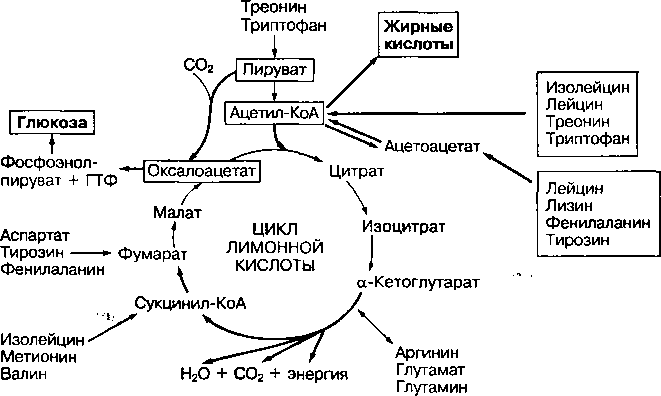 Треонин
Триптофан
Жирные
кислоты
CO2
Пируват
Ацетил-КоА
Изолейцин
Лейцин
Треонин
Триптофан
Глюкоза
Ацетоацетат
Фосфоэнол-
пируват + ГТФ
Оксалоацетат
Цитрат
Лейцин
Лизин
Фенилаланин
Тирозин
Малат
ЦИКЛ
ЛИМОННОЙ
КИСЛОТЫ
Изоцитрат
Аспартат
Тирозин
Фенилаланин
Фумарат
α-Кетоглутарат
Сукцинил-КоА
Изолейцин
Метионин
Валин
H2O + CO2 + энергия
Аргинин
Глутамат
Глутамин